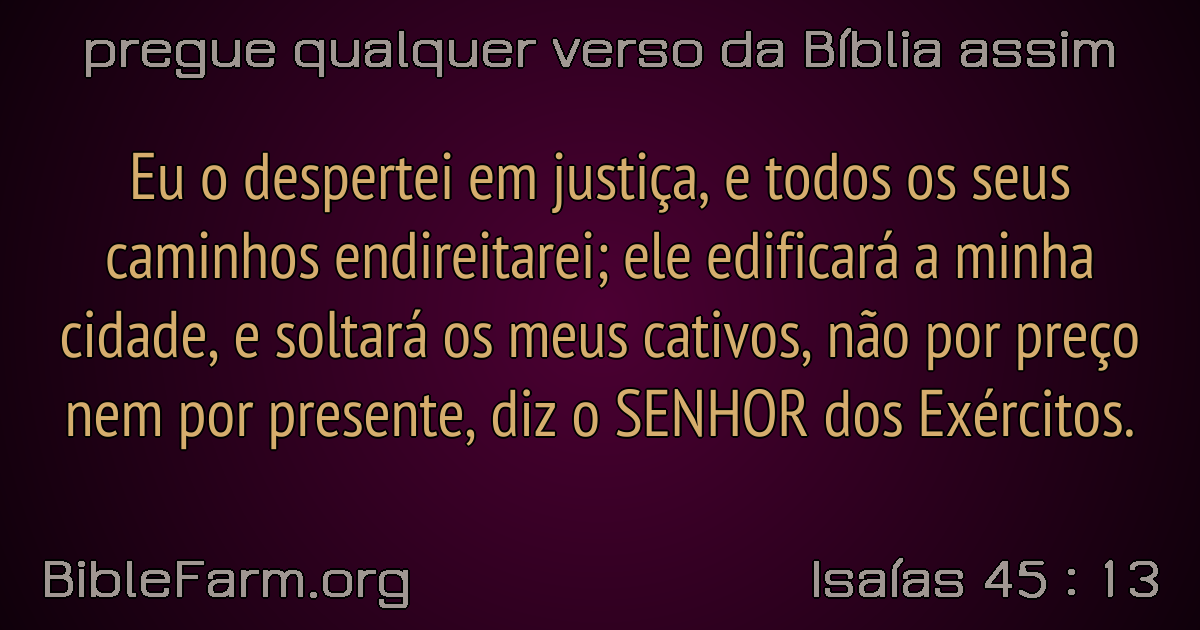 pregue qualquer verso da Bíblia assim
Eu o despertei em justiça, e todos os seus
caminhos endireitarei; ele edificará a minha
cidade, e soltará os meus cativos, não por preço
nem por presente, diz o SENHOR dos Exércitos.
BibleFarm.org
Isaías 45 : 13